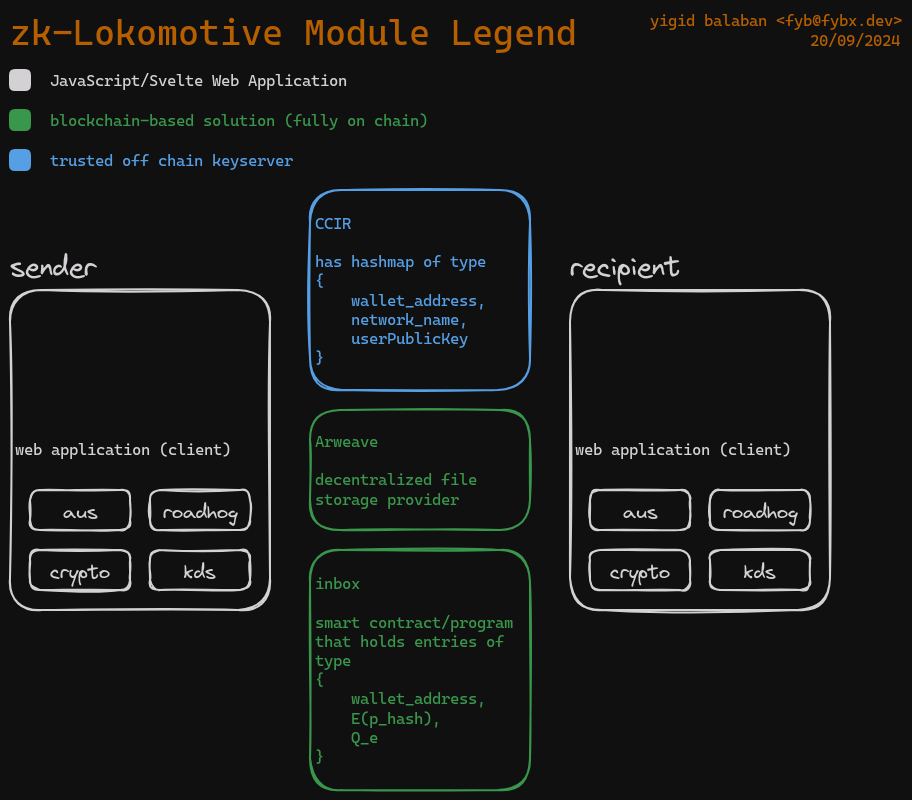 zk-Lokomotive Module Legend
yigid balaban <fyb@fybx.dev>
20/09/2024
JavaScript/Svelte Web Application
blockchain-based solution (fully on chain)
trusted off chain keyserver
sender
web application (client)
aus
roadhog
crypto
kds
CCIR
has hashmap of type
{
wallet_address,
network_name,
userPublicKey
}
Arweave
decentralized file
storage provider
inbox
smart contract/program
that holds entries of
type
{
wallet_address,
E(p_hash),
Q_e
}
recipient
web application (client)
aus
roadhog
crypto
kds